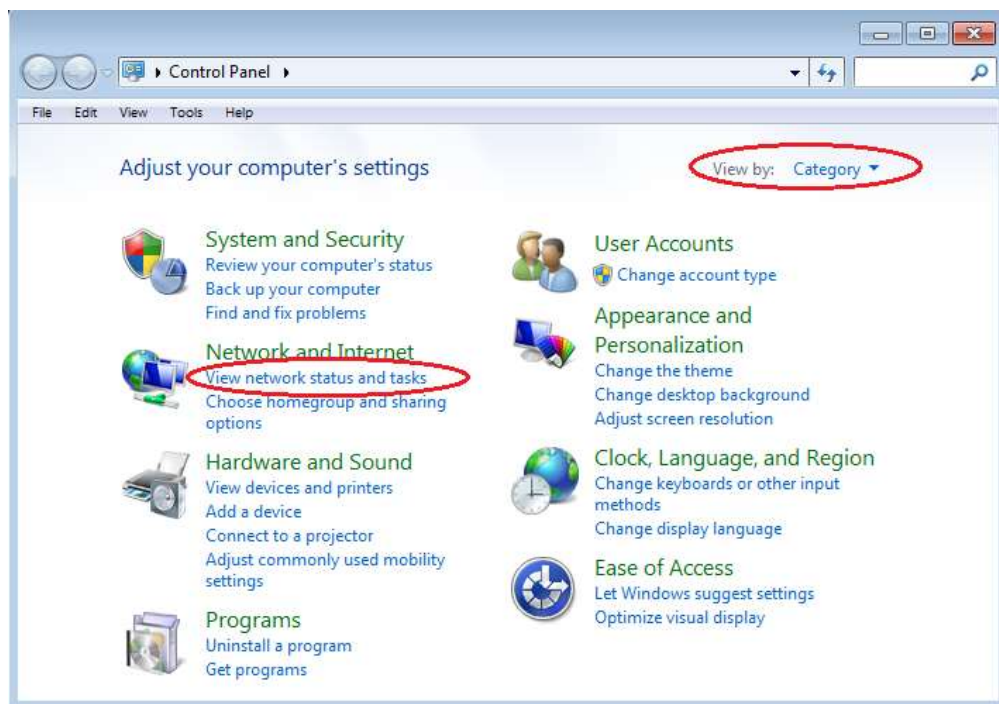 Control Panel
File Edit View Tools Help
Adjust your computer's settings
View by: Category
System and Security
Review your computer's status
Back up your computer
Find and fix problems
Network and Internet
View network status and tasks
Choose homegroup and sharing
options
Hardware and Sound
View devices and printers
Add a device
Connect to a projector
Adjust commonly used mobility
settings
Programs
Uninstall a program
Get programs
User Accounts
Change account type
Appearance and
Personalization
Change the theme
Change desktop background
Adjust screen resolution
Clock, Language, and Region
Change keyboards or other input
methods
Change display language
Ease of Access
Let Windows suggest settings
Optimize visual display